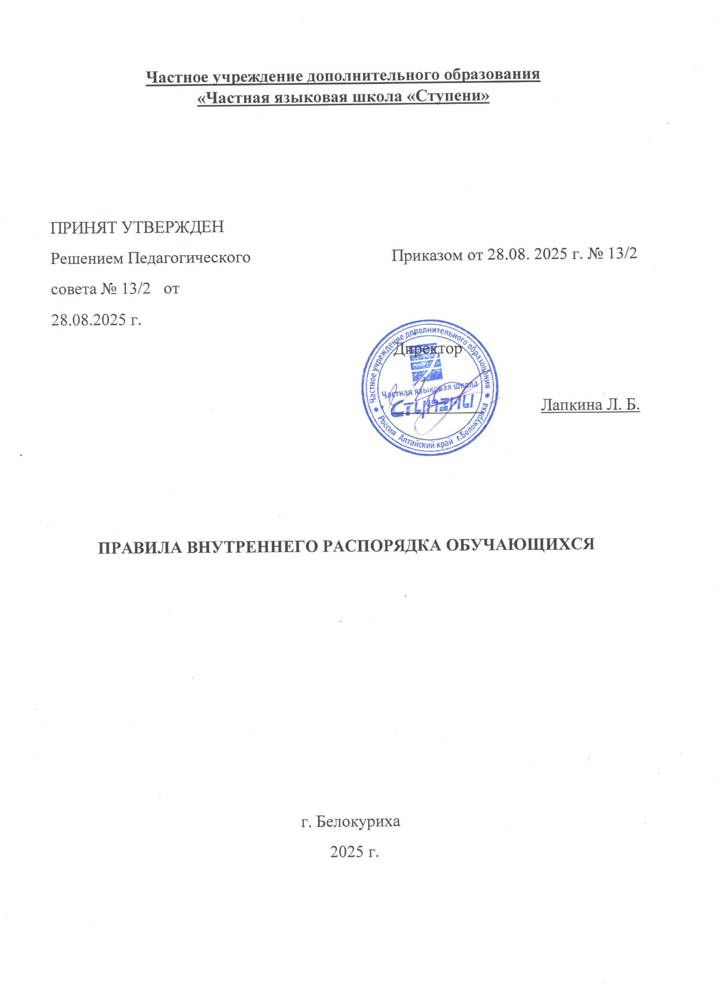 Частное учреждение дополнительного образования
«Частная языковая школа «Ступени»
ПРИНЯТ УТВЕРЖДЕН
Решением Педагогического
совета № 13/2 от
28.08.2025 г.
Приказом от 28.08. 2025 г. № 13/2
Директор
Лапкина Л. Б.
Частное учреждение дополнительного образования
Частная языковая школа
Ступени
Россия Алтайский край г.Белокуриха
ПРАВИЛА ВНУТРЕННЕГО РАСПОРЯДКА ОБУЧАЮЩИХСЯ
г. Белокуриха
2025 г.